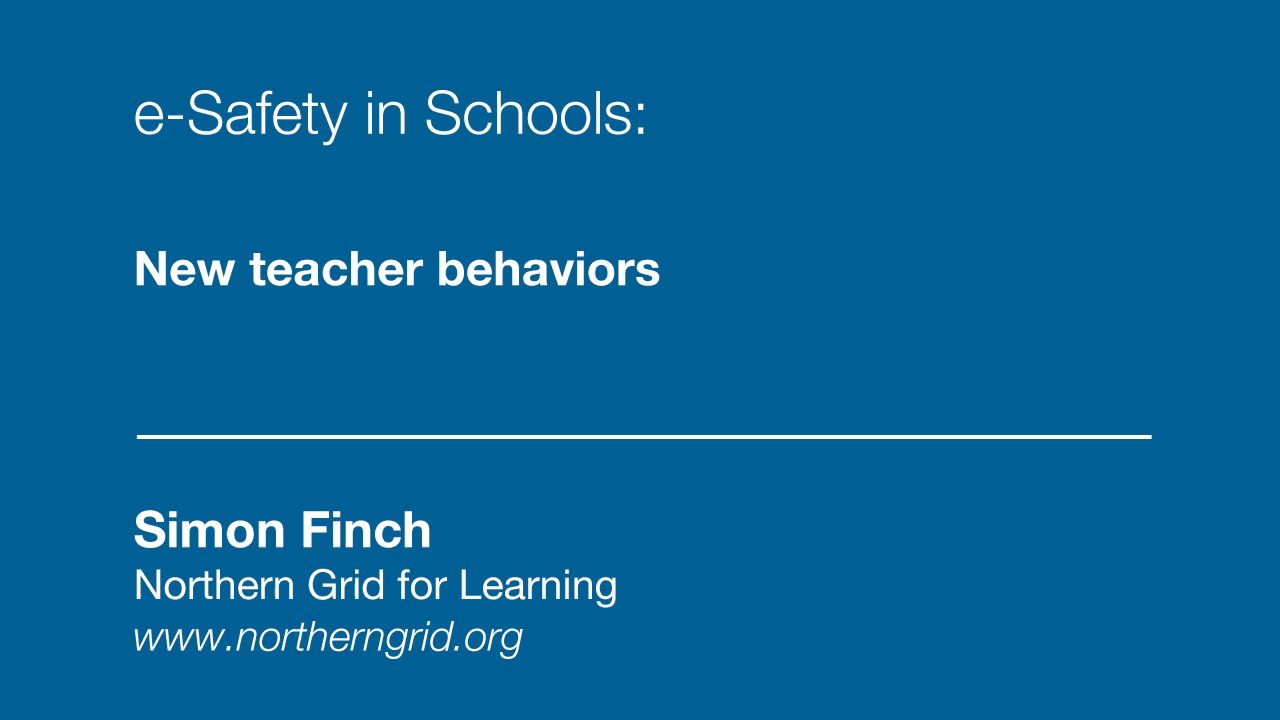 e-Safety in Schools:
New teacher behaviors
Simon Finch
Northern Grid for Learning
www.northerngrid.org